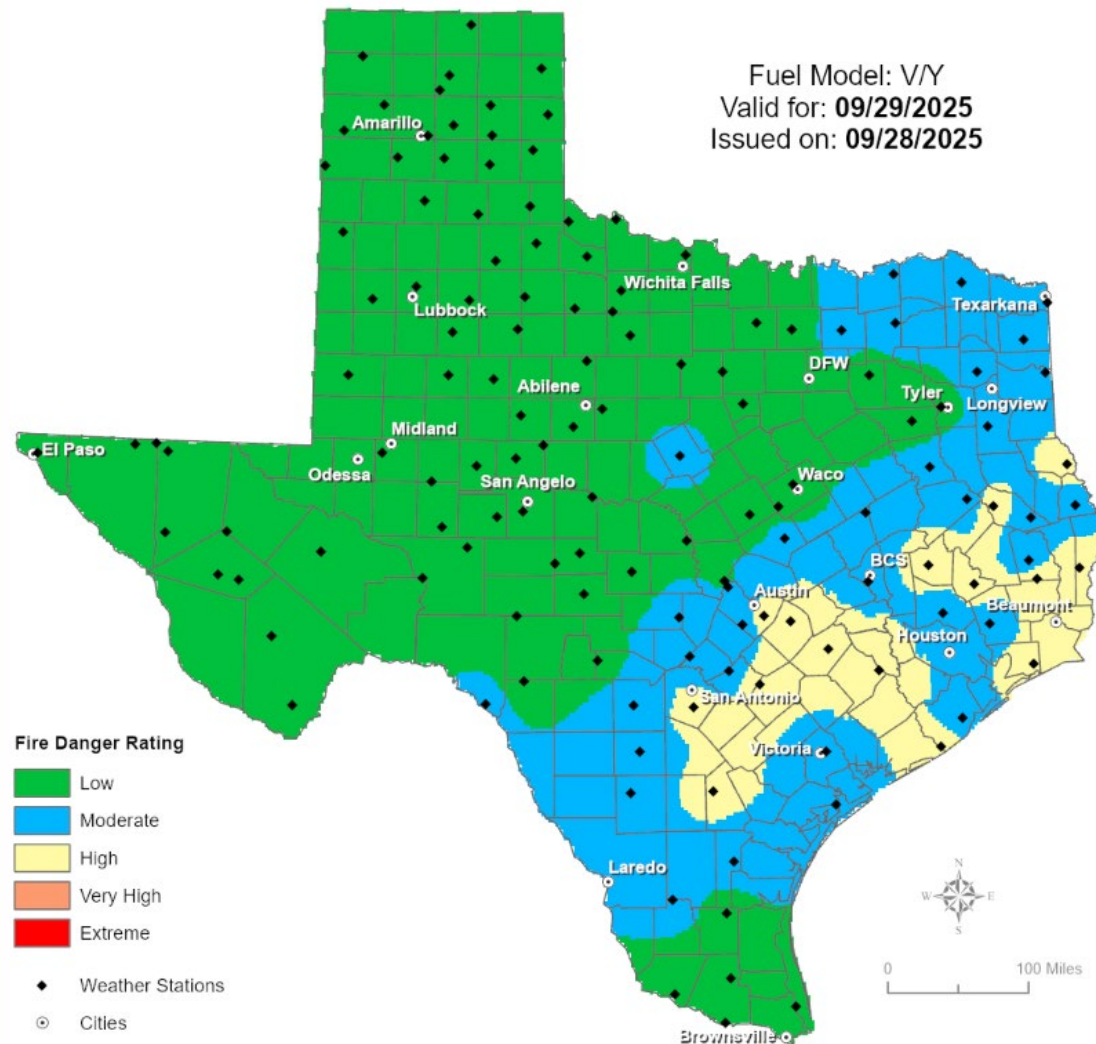 Fuel Model: V/Y
Valid for: 09/29/2025
Issued on: 09/28/2025
Amarillo
Wichita Falls
Lubbock
Texarkana
DFW
Abilene
Tyler
Longview
Midland
El Paso
Odessa
San Angelo
Waco
BCS
Austin
Beaumont
Houston
San Antonio
Victoria
Laredo
Brownsville
Fire Danger Rating
Low
Moderate
High
Very High
Extreme
Weather Stations
Cities
N
W E
S
0 100 Miles